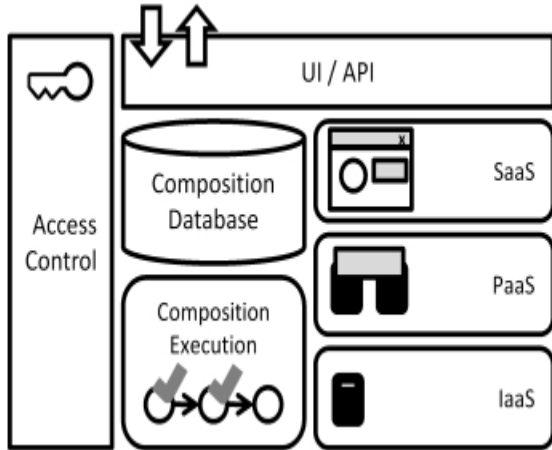 UI / API
Access
Control
Composition
Database
Composition
Execution
x
SaaS
PaaS
IaaS